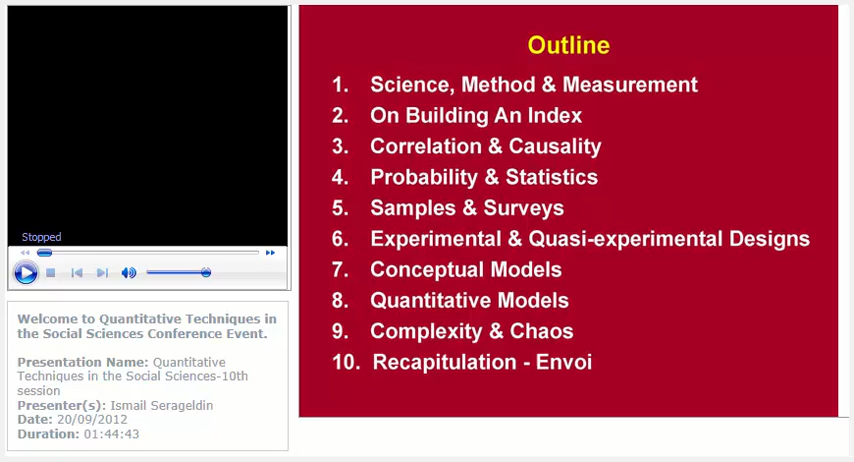 Stopped
Welcome to Quantitative Techniques in
the Social Sciences Conference Event.
Presentation Name: Quantitative
Techniques in the Social Sciences-10th
session
Presenter(s): Ismail Serageldin
Date: 20/09/2012
Duration: 01:44:43
Outline
1. Science, Method & Measurement
2. On Building An Index
3. Correlation & Causality
4. Probability & Statistics
5. Samples & Surveys
6. Experimental & Quasi-experimental Designs
7. Conceptual Models
8. Quantitative Models
9. Complexity & Chaos
10. Recapitulation - Envoi